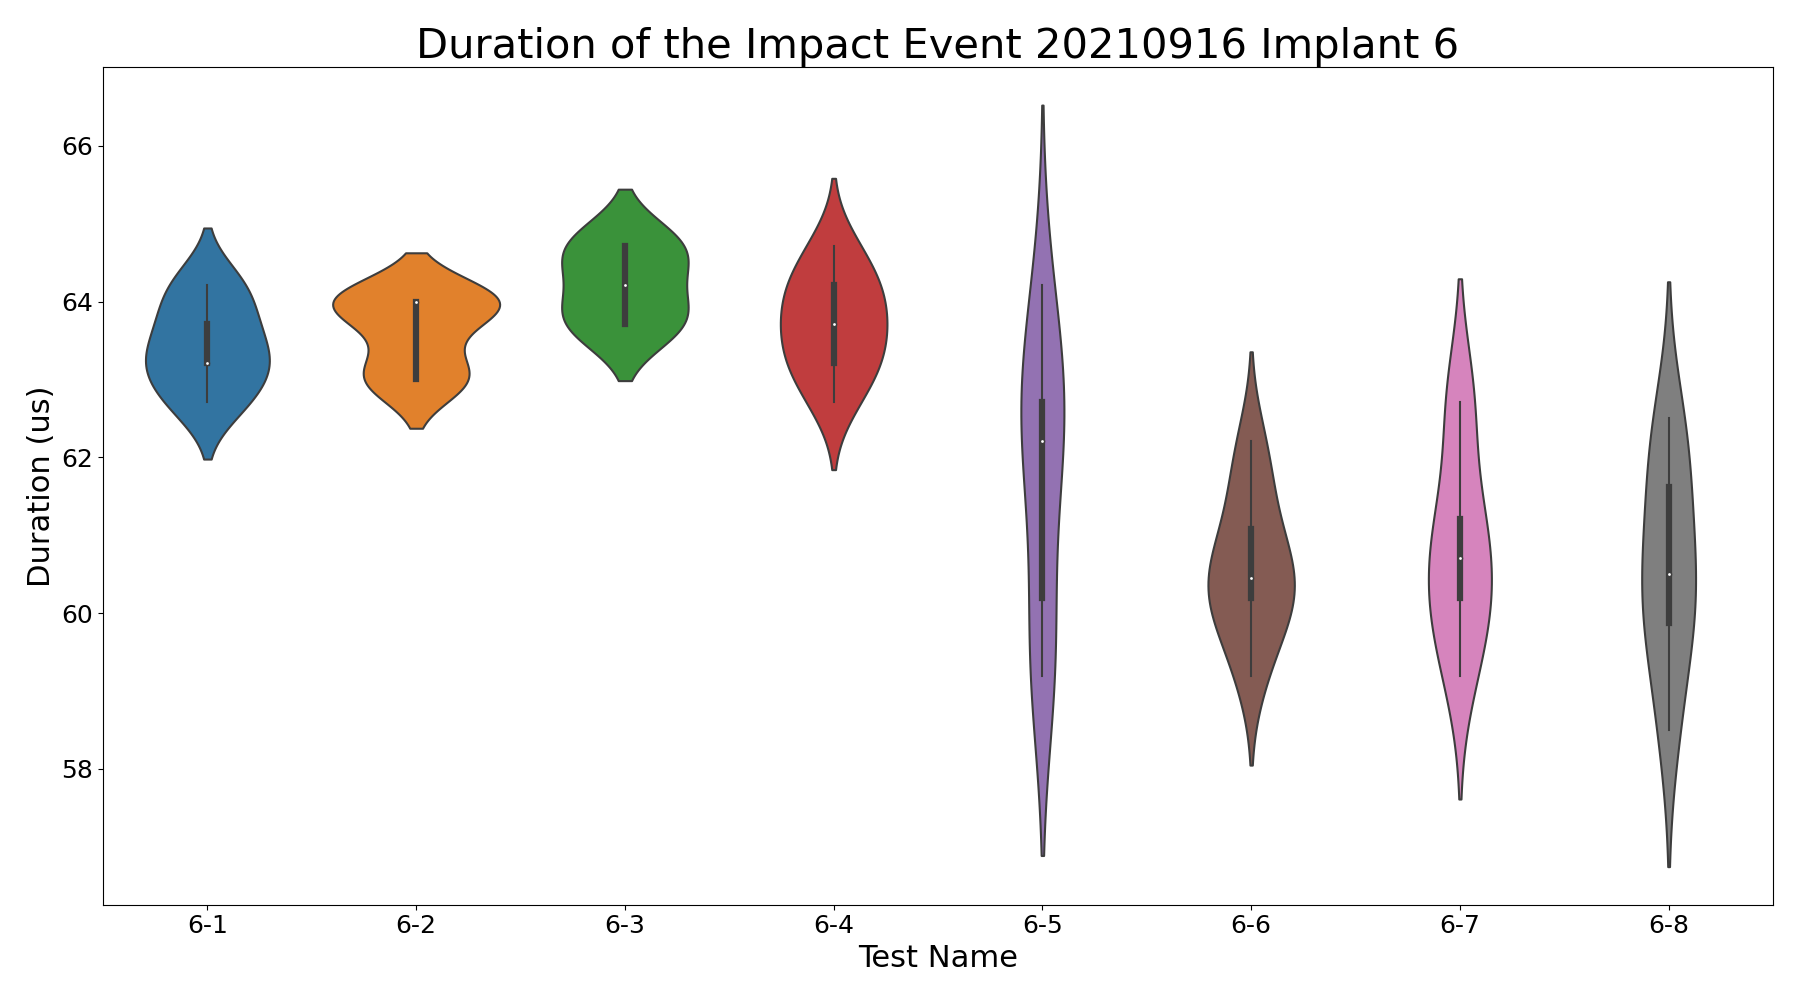 Duration of the Impact Event 20210916 Implant 6
Duration (us)
66
64
62
60
58
6-1 6-2 6-3 6-4 6-5 6-6 6-7 6-8
Test Name